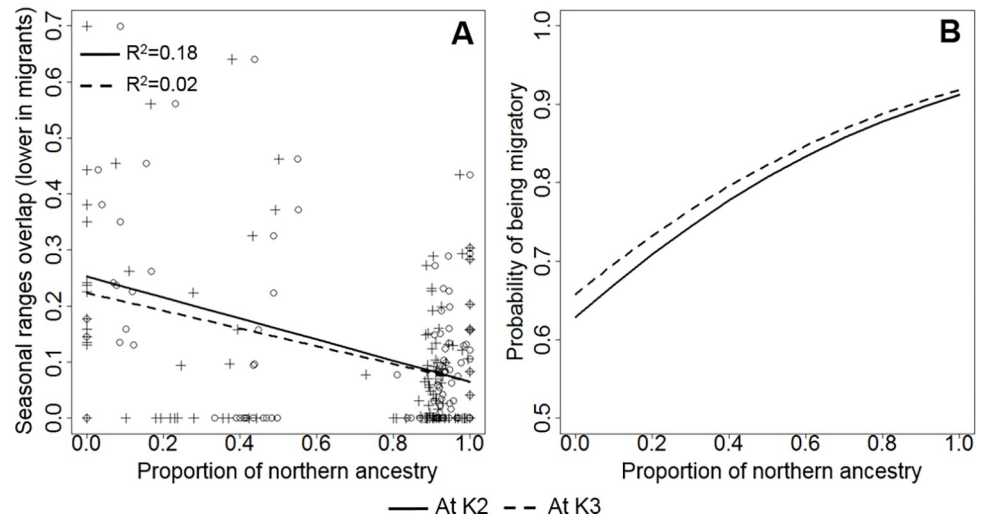 A
R²=0.18
R²=0.02
Seasonal ranges overlap (lower in migrants)
0.7
0.6
0.5
0.4
0.3
0.2
0.1
0.0
0.0 0.2 0.4 0.6 0.8 1.0
Proportion of northern ancestry
B
Probability of being migratory
1.0
0.9
0.8
0.7
0.6
0.5
0.0 0.2 0.4 0.6 0.8 1.0
Proportion of northern ancestry
At K2 At K3